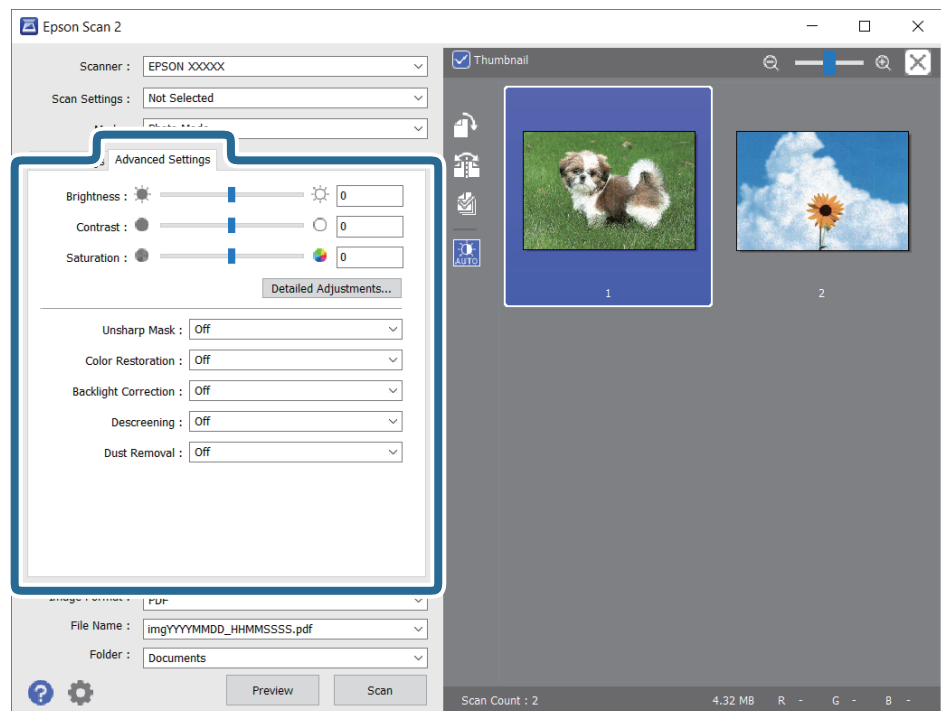 Epson Scan 2
Scanner : EPSON XXXXX
Scan Settings : Not Selected
Advanced Settings
Brightness : 0
Contrast : 0
Saturation : 0
Detailed Adjustments...
Unsharp Mask : Off
Color Restoration : Off
Backlight Correction : Off
Descreening : Off
Dust Removal : Off
PDF
File Name : imgYYYYMMDD_HHMMSSSS.pdf
Folder : Documents
?
Preview Scan
Thumbnail
AUTO
1 2
Scan Count : 2 4.32 MB R - G - B -